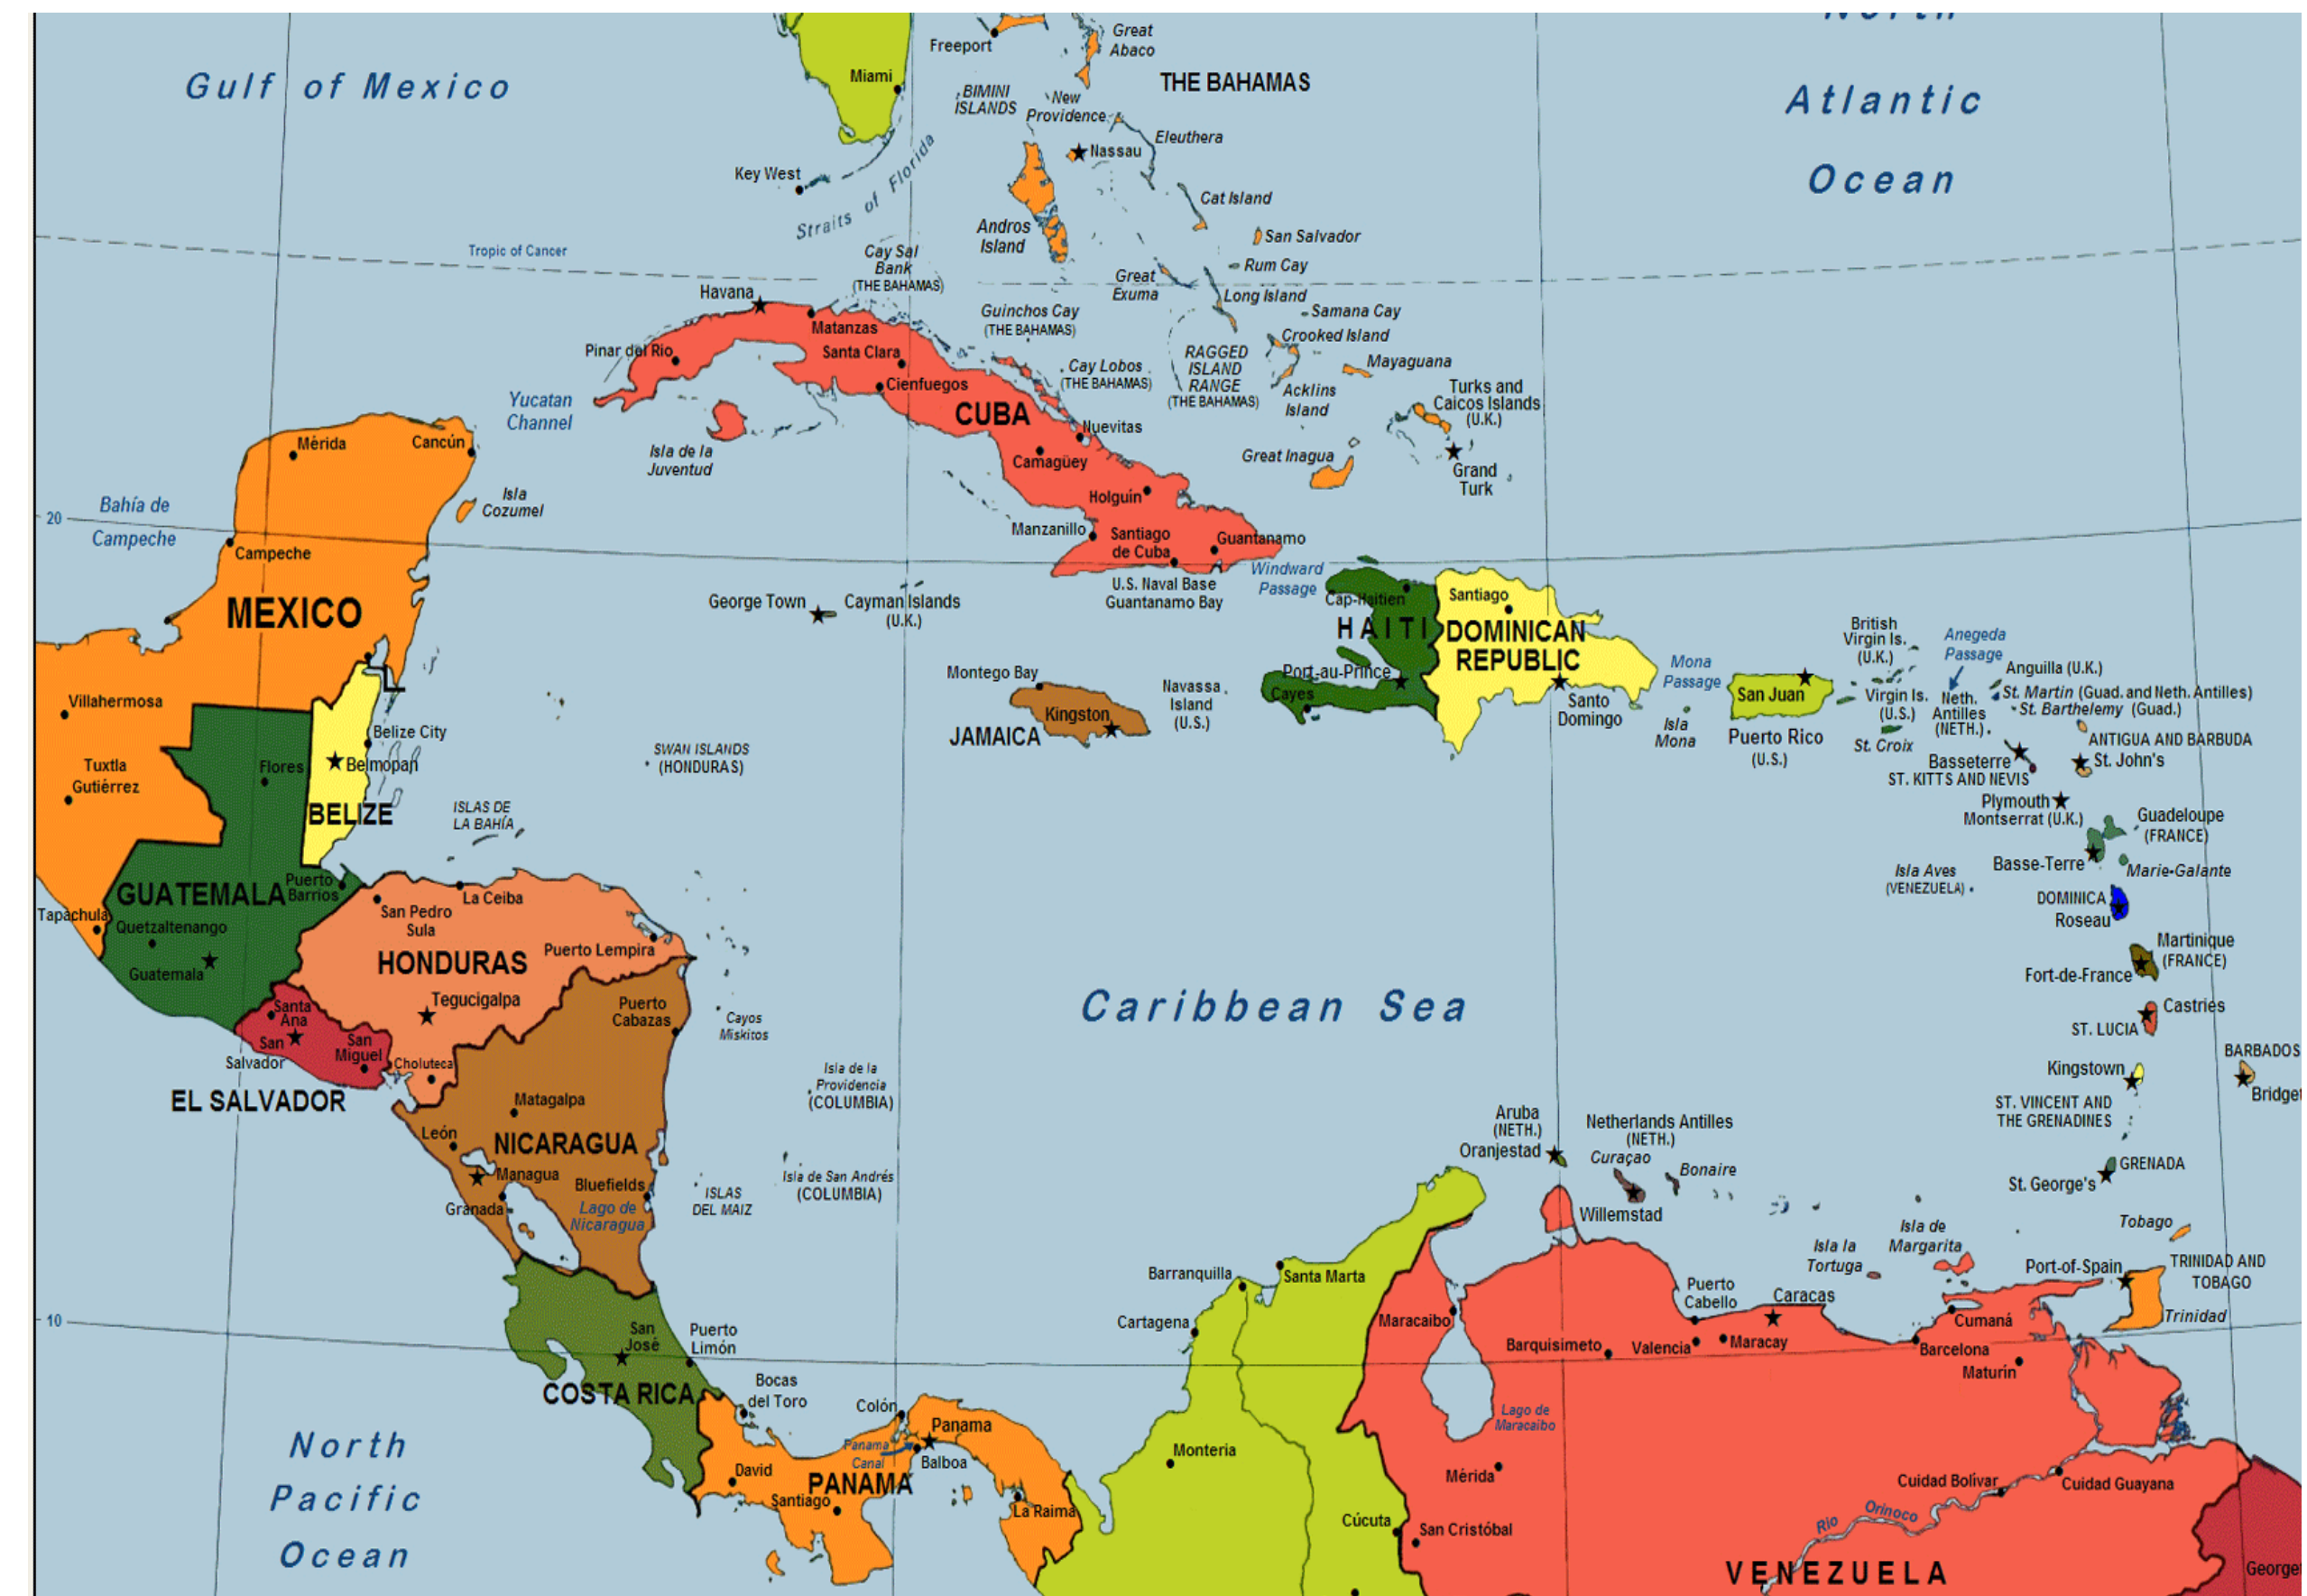 North
Atlantic
Ocean
Gulf of Mexico
Miami
Freeport
Great
Abaco
THE BAHAMAS
BIMINI
ISLANDS
New
Providence
Eleuthera
Nassau
Key West
Straits of Florida
Cat Island
Andros
Island
San Salvador
Tropic of Cancer
Cay Sal
Bank
(THE BAHAMAS)
Rum Cay
Great
Exuma
Long Island
Havana
Guinchos Cay
(THE BAHAMAS)
Samana Cay
Matanzas
Crooked Island
Pinar del Rio
Santa Clara
Cay Lobos
(THE BAHAMAS)
RAGGED
ISLAND
RANGE
(THE BAHAMAS)
Mayaguana
Cienfuegos
Acklins
Island
Turks and
Caicos Islands
(U.K.)
Yucatan
Channel
CUBA
Nuevitas
Isla de la
Juventud
Camagüey
Great Inagua
Grand
Turk
Mérida
Cancún
Isla
Cozumel
Holguín
Bahía de
Campeche
20
Manzanillo
Santiago
de Cuba
Guantanamo
Campeche
U.S. Naval Base
Guantanamo Bay
Windward
Passage
George Town
Cayman Islands
(U.K.)
Cap-Haitien
Santiago
MEXICO
HAITI
DOMINICAN
REPUBLIC
British
Virgin Is.
(U.K.)
Anegeda
Passage
Montego Bay
Port-au-Prince
Mona
Passage
Anguilla (U.K.)
Navassa
Island
(U.S.)
Cayes
San Juan
Virgin Is.
(U.S.)
Neth.
Antilles
(NETH.)
St. Martin (Guad. and Neth. Antilles)
St. Barthelemy (Guad.)
Villahermosa
Kingston
JAMAICA
Santo
Domingo
Isla
Mona
Puerto Rico
(U.S.)
St. Croix
ANTIGUA AND BARBUDA
St. John's
Belize City
Belmopan
SWAN ISLANDS
(HONDURAS)
Basseterre
ST. KITTS AND NEVIS
Tuxtla
Gutiérrez
Flores
BELIZE
ISLAS DE
LA BAHÍA
Plymouth
Montserrat (U.K.)
Guadeloupe
(FRANCE)
Basse-Terre
Marie-Galante
Isla Aves
(VENEZUELA)
GUATEMALA
Puerto
Barrios
La Ceiba
San Pedro
Sula
DOMINICA
Roseau
Tapachula
Quetzaltenango
Guatemala
HONDURAS
Puerto Lempira
Martinique
(FRANCE)
Fort-de-France
Tegucigalpa
Puerto
Cabazas
Caribbean Sea
Santa
Ana
Castries
ST. LUCIA
Cayos
Miskitos
San
Salvador
San
Miguel
Choluteca
BARBADOS
Bridget
Kingstown
EL SALVADOR
Isla de la
Providencia
(COLUMBIA)
ST. VINCENT AND
THE GRENADINES
Matagalpa
León
NICARAGUA
Aruba
(NETH.)
Oranjestad
Netherlands Antilles
(NETH.)
Curaçao
Bonaire
Managua
Bluefields
Isla de San Andrés
(COLUMBIA)
GRENADA
St. George's
Granada
Lago de
Nicaragua
ISLAS
DEL MAIZ
Willemstad
Tobago
Isla la
Tortuga
Isla de
Margarita
Barranquilla
Santa Marta
Port-of-Spain
TRINIDAD AND
TOBAGO
Trinidad
10
Cartagena
Maracaibo
Puerto
Cabello
Caracas
Cumaná
San
José
Puerto
Limón
Barquisimeto
Valencia
Maracay
Barcelona
Maturín
COSTA RICA
Bocas
del Toro
Colón
Panama
Lago de
Maracaibo
Panama
Canal
Balboa
Monteria
North
Pacific
Ocean
David
PANAMA
Santiago
La Raima
Mérida
Cuidad Bolívar
Cuidad Guayana
Cúcuta
San Cristóbal
Rio Orinoco
VENEZUELA
George